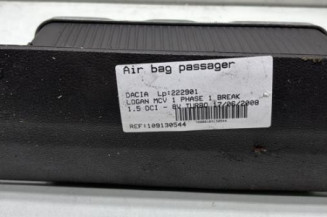 Air bag passager
DACIA Lp:222901
LOGAN MCV 1 PHASE 1 BREAK
1.5 DCI - 8V TURBO 17/06/2008
REF:109130544